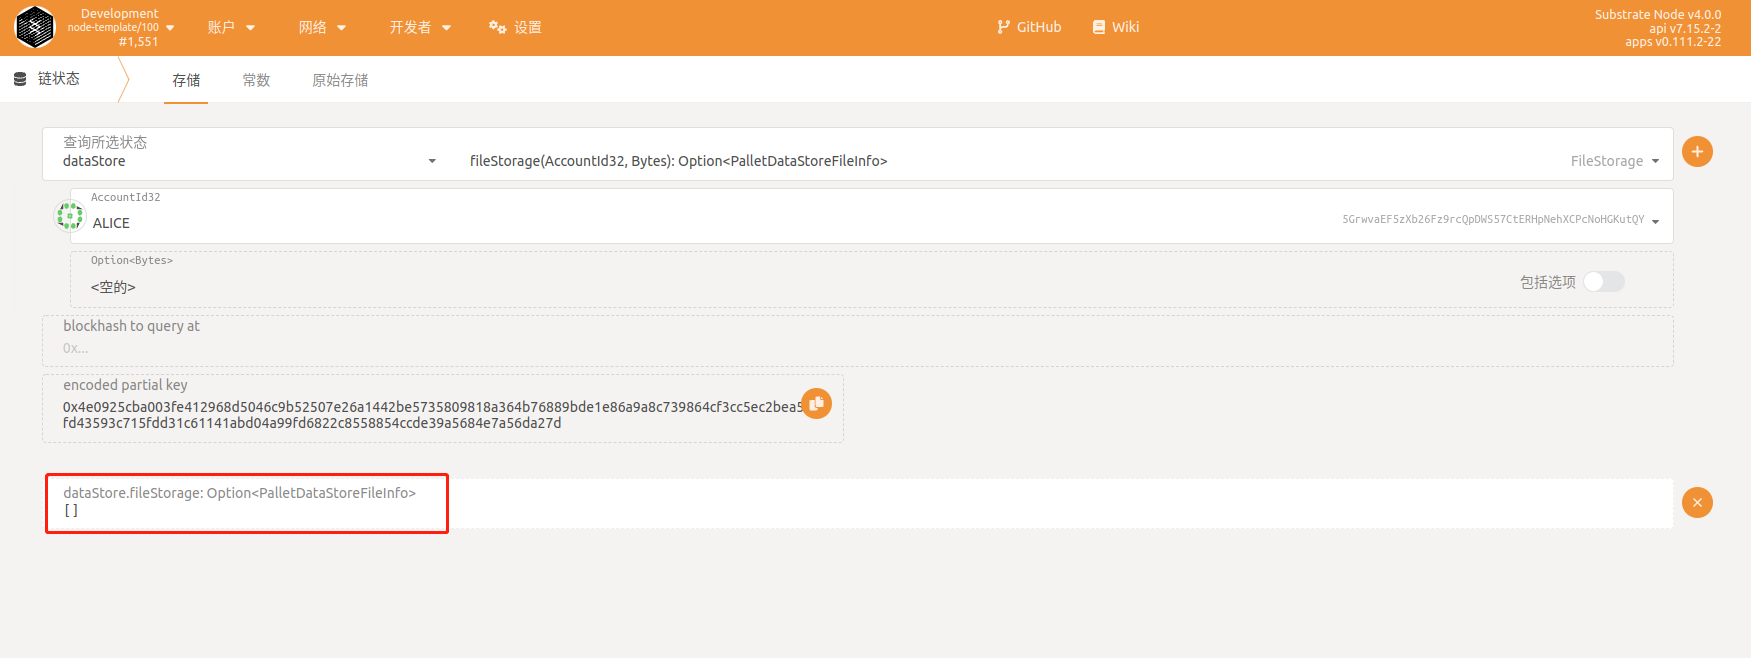 Development
node-template/100
#1,551
账户
网络
开发者
设置
GitHub
Wiki
Substrate Node v4.0.0
api v7.15.2-2
apps v0.111.2-22
链状态
存储
常数
原始存储
查询所选状态
dataStore
fileStorage(AccountId32, Bytes): Option<PalletDataStoreFileInfo>
FileStorage
AccountId32
ALICE
5GrwvaEF5zXb26Fz9rcQpDWS57CtERHpNehXCPcNoHGKutQY
Option<Bytes>
<空的>
包括选项
blockhash to query at
0x...
encoded partial key
0x4e0925cba003fe412968d5046c9b52507e26a1442be5735809818a364b76889bde1e86a9a8c739864cf3cc5ec2bea5
fd43593c715fdd31c61141abd04a99fd6822c8558854ccde39a5684e7a56da27d
dataStore.fileStorage: Option<PalletDataStoreFileInfo>
[]